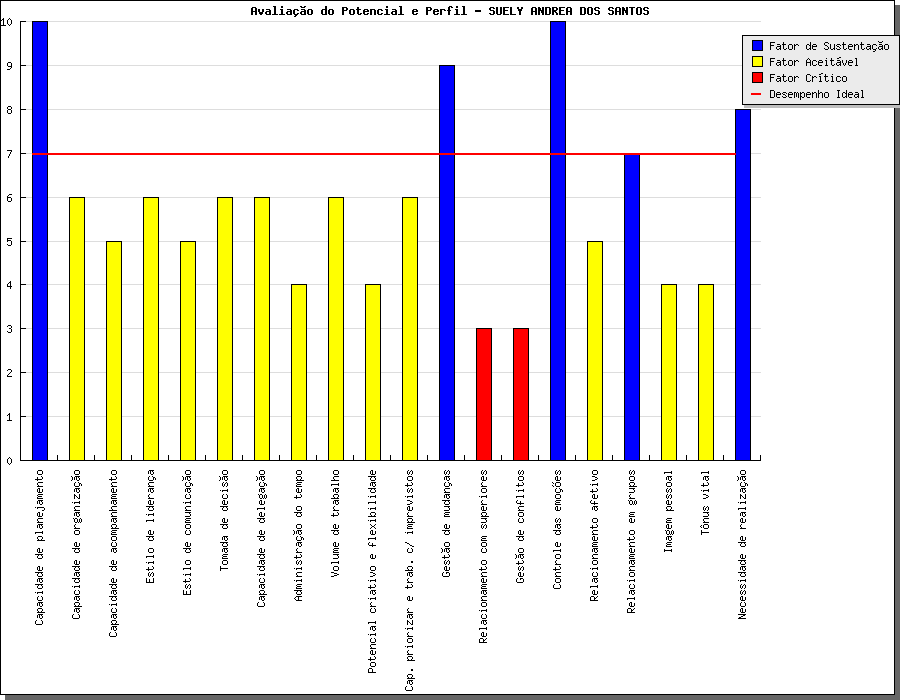 Avaliação do Potencial e Perfil - SUELY ANDREA DOS SANTOS
Fator de Sustentação
Fator Aceitável
Fator Crítico
Desempenho Ideal
10
9
8
7
6
5
4
3
2
1
0
Capacidade de planejamento
Capacidade de organização
Capacidade de acompanhamento
Estilo de liderança
Estilo de comunicação
Tomada de decisão
Capacidade de delegação
Administração do tempo
Volume de trabalho
Potencial criativo e flexibilidade
Cap. priorizar e trab. c/ imprevistos
Gestão de mudanças
Relacionamento com superiores
Gestão de conflitos
Controle das emoções
Relacionamento afetivo
Relacionamento em grupos
Imagem pessoal
Tônus vital
Necessidade de realização